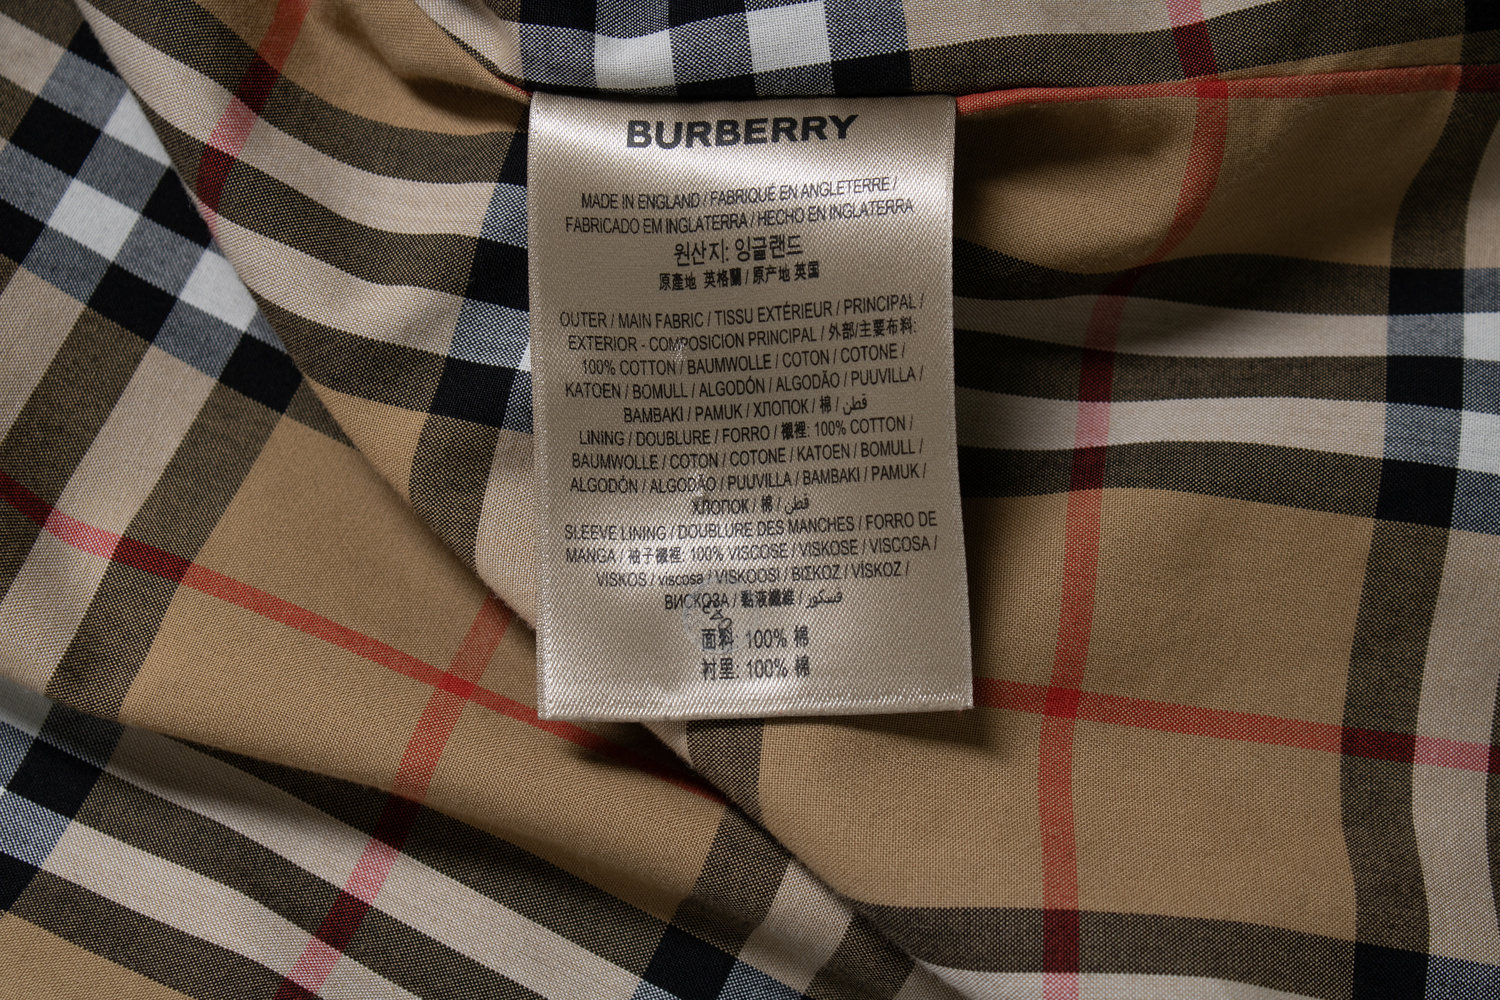 BURBERRY
MADE IN ENGLAND / FABRIQUÉ EN ANGLETERRE /
FABRICADO EM INGLATERRA / HECHO EN INGLATERRA
원산지: 잉글랜드
原產地 英格蘭 / 原产地 英国
OUTER / MAIN FABRIC / TISSU EXTÉRIEUR / PRINCIPAL /
EXTERIOR - COMPOSICION PRINCIPAL / 外部/主要布料:
100% COTTON / BAUMWOLLE / COTON / COTONE /
KATOEN / BOMULL / ALGODÓN / ALGODÃO / PUUVILLA /
BAMBAKI / PAMUK / ХЛОПОК / 棉 / قطن
LINING / DOUBLURE / FORRO / 襯裡: 100% COTTON /
BAUMWOLLE / COTON / COTONE / KATOEN / BOMULL /
ALGODÓN / ALGODÃO / PUUVILLA / BAMBAKI / PAMUK /
ХЛОПОК / 棉 / قطن
SLEEVE LINING / DOUBLURE DES MANCHES / FORRO DE
MANGA / 袖子襯裡: 100% VISCOSE / VISKOSE / VISCOSA /
VISKOS / viscosa / VISKOOSI / ΒΙΣΚΟΖ / VİSKOZ /
ВИСКОЗА / 黏液纖維 / فسكوز
面料: 100% 棉
衬里: 100% 棉